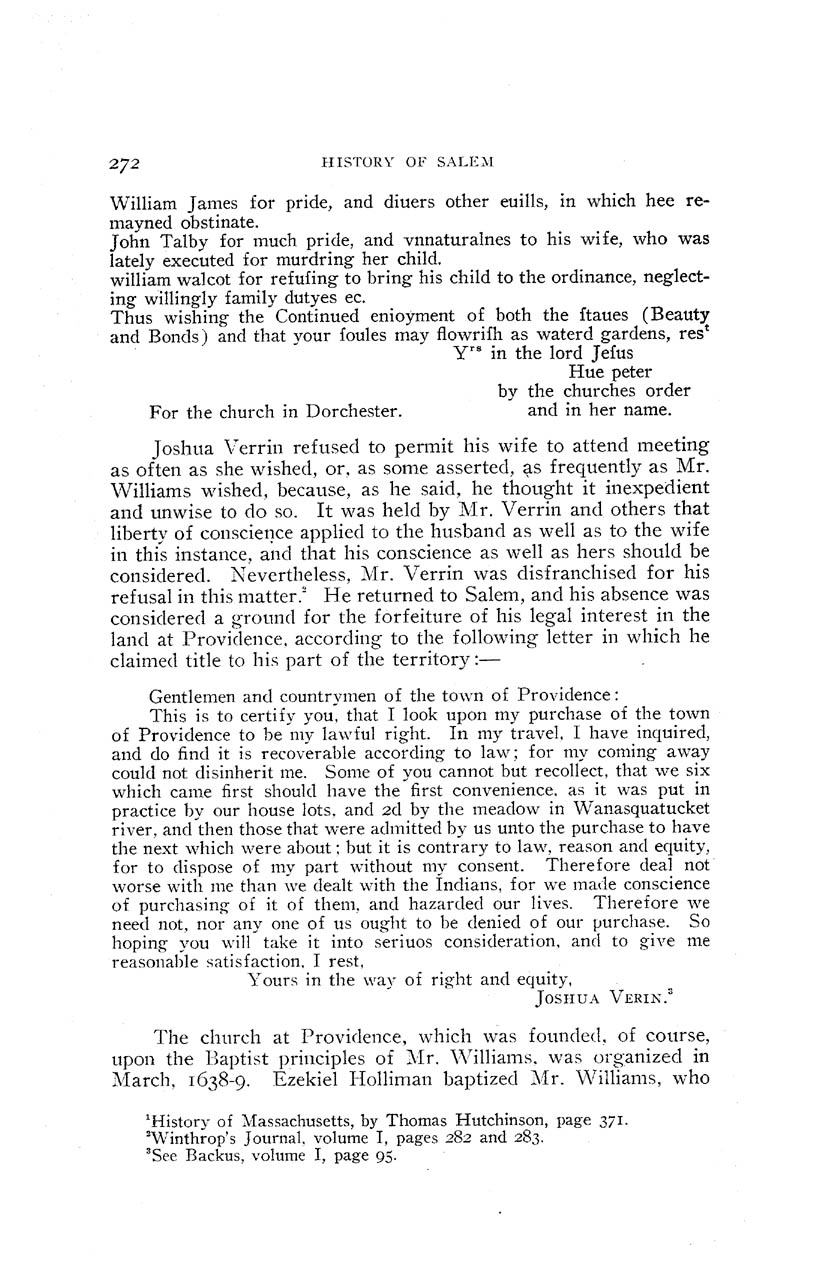 272 HISTORY OF SALEM
William James for pride, and diuers other euills, in which hee re-
mayned obstinate.
John Talby for much pride, and vnnaturalnes to his wife, who was
lately executed for murdring her child.
william walcot for refuſing to bring his child to the ordinance, neglect-
ing willingly family dutyes ec.
Thus wishing the Continued enioyment of both the ſtaues (Beauty
and Bonds) and that your ſoules may flowriſh as waterd gardens, resᵗ
Yʳˢ in the lord Jeſus
Hue peter
by the churches order
For the church in Dorchester. and in her name.
Joshua Verrin refused to permit his wife to attend meeting
as often as she wished, or, as some asserted, as frequently as Mr.
Williams wished, because, as he said, he thought it inexpedient
and unwise to do so. It was held by Mr. Verrin and others that
liberty of conscience applied to the husband as well as to the wife
in this instance, and that his conscience as well as hers should be
considered. Nevertheless, Mr. Verrin was disfranchised for his
refusal in this matter.² He returned to Salem, and his absence was
considered a ground for the forfeiture of his legal interest in the
land at Providence, according to the following letter in which he
claimed title to his part of the territory:—
Gentlemen and countrymen of the town of Providence:
This is to certify you, that I look upon my purchase of the town
of Providence to be my lawful right. In my travel, I have inquired,
and do find it is recoverable according to law; for my coming away
could not disinherit me. Some of you cannot but recollect, that we six
which came first should have the first convenience, as it was put in
practice by our house lots, and 2d by the meadow in Wanasquatucket
river, and then those that were admitted by us unto the purchase to have
the next which were about; but it is contrary to law, reason and equity,
for to dispose of my part without my consent. Therefore deal not
worse with me than we dealt with the Indians, for we made conscience
of purchasing of it of them, and hazarded our lives. Therefore we
need not, nor any one of us ought to be denied of our purchase. So
hoping you will take it into seriuos consideration, and to give me
reasonable satisfaction, I rest,
Yours in the way of right and equity,
JOSHUA VERIN.³
The church at Providence, which was founded, of course,
upon the Baptist principles of Mr. Williams, was organized in
March, 1638-9. Ezekiel Holliman baptized Mr. Williams, who
¹History of Massachusetts, by Thomas Hutchinson, page 371.
²Winthrop's Journal, volume I, pages 282 and 283.
³See Backus, volume I, page 95.